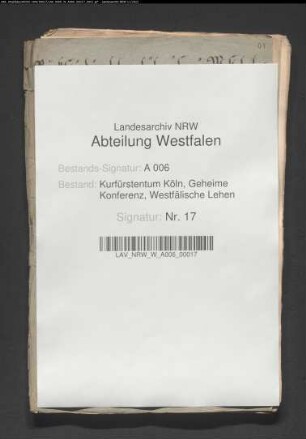 Landesarchiv NRW
Abteilung Westfalen
Bestands-Signatur: A 006
Bestand: Kurfürstentum Köln, Geheime
Konferenz, Westfälische Lehen
Signatur: Nr. 17
LAV_NRW_W_A006_00017